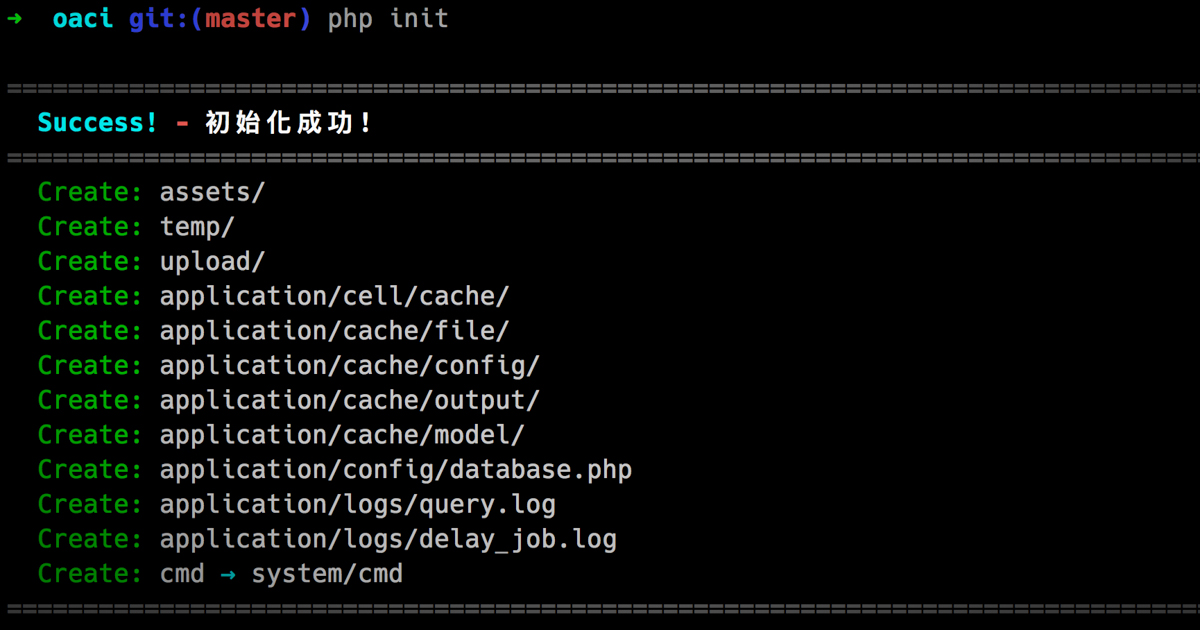 ➜ oaci git:(master) php init
================================================================================
Success! - 初始化成功!
================================================================================
Create: assets/
Create: temp/
Create: upload/
Create: application/cell/cache/
Create: application/cache/file/
Create: application/cache/config/
Create: application/cache/output/
Create: application/cache/model/
Create: application/config/database.php
Create: application/logs/query.log
Create: application/logs/delay_job.log
Create: cmd → system/cmd
================================================================================